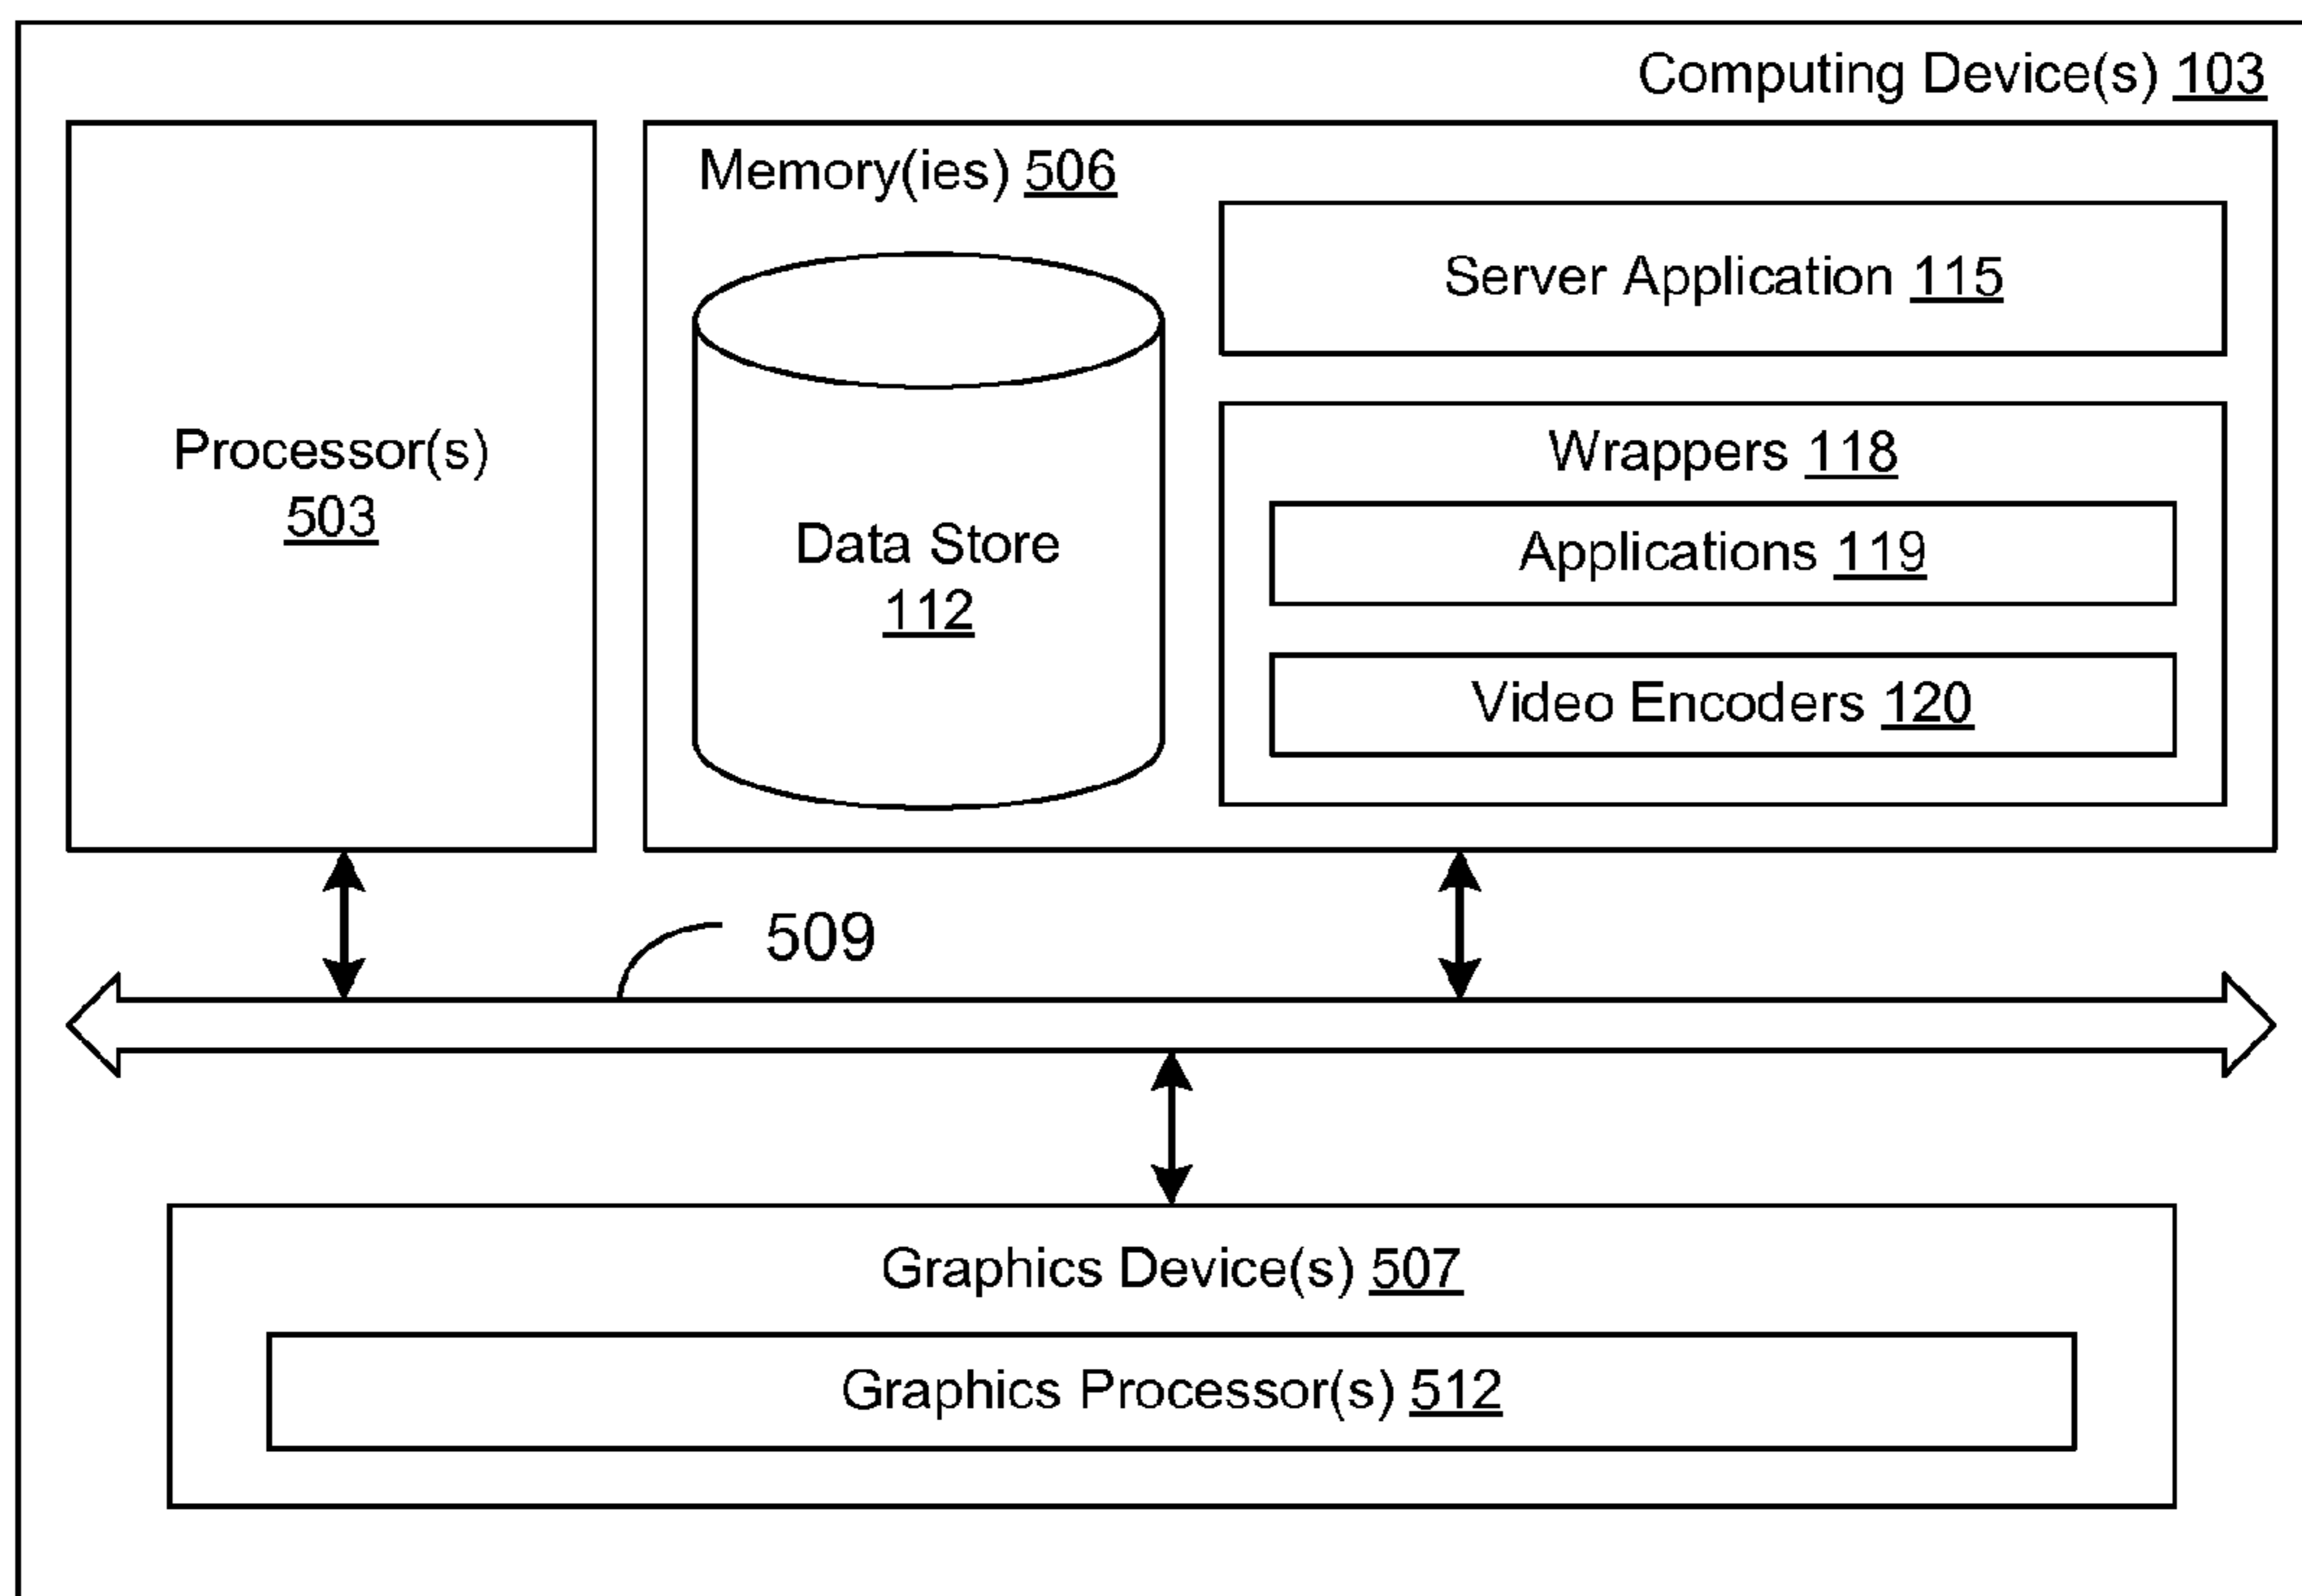 Computing Device(s) 103
Memory(ies) 506
Server Application 115
Processor(s)
503
Data Store
112
Wrappers 118
Applications 119
Video Encoders 120
509
Graphics Device(s) 507
Graphics Processor(s) 512